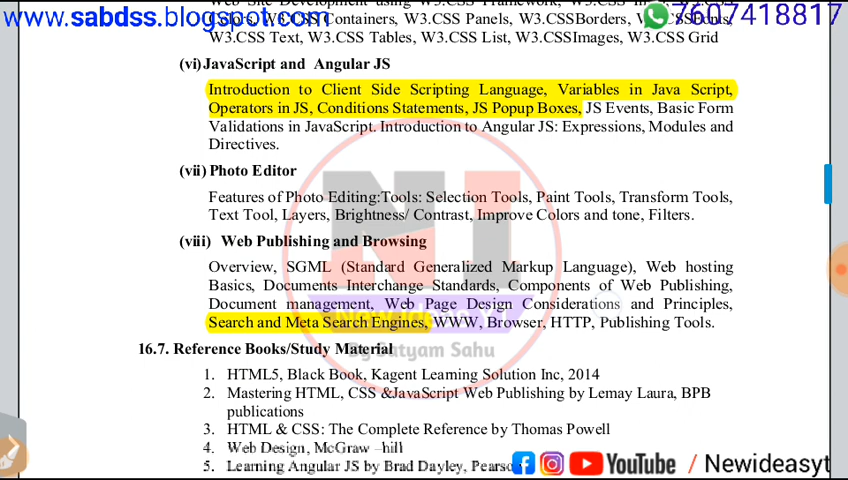 www.sabdss.blogspot.com
7607418817
W3.CSS Containers, W3.CSS Panels, W3.CSSBorders,
W3.CSS Text, W3.CSS Tables, W3.CSS List, W3.CSSImages, W3.CSS Grid
(vi) JavaScript and Angular JS
Introduction to Client Side Scripting Language, Variables in Java Script,
Operators in JS, Conditions Statements, JS Popup Boxes, JS Events, Basic Form
Validations in JavaScript. Introduction to Angular JS: Expressions, Modules and
Directives.
(vii) Photo Editor
Features of Photo Editing:Tools: Selection Tools, Paint Tools, Transform Tools,
Text Tool, Layers, Brightness/ Contrast, Improve Colors and tone, Filters.
(viii) Web Publishing and Browsing
Overview, SGML (Standard Generalized Markup Language), Web hosting
Basics, Documents Interchange Standards, Components of Web Publishing,
Document management, Web Page Design Considerations and Principles,
Search and Meta Search Engines, WWW, Browser, HTTP, Publishing Tools.
By Satyam Sahu
16.7. Reference Books/Study Material
1. HTML5, Black Book, Kagent Learning Solution Inc, 2014
2. Mastering HTML, CSS &JavaScript Web Publishing by Lemay Laura, BPB
publications
3. HTML & CSS: The Complete Reference by Thomas Powell
4. Web Design, McGraw –hill
5. Learning Angular JS by Brad Dayley, Pearson
YouTube / Newideasyt